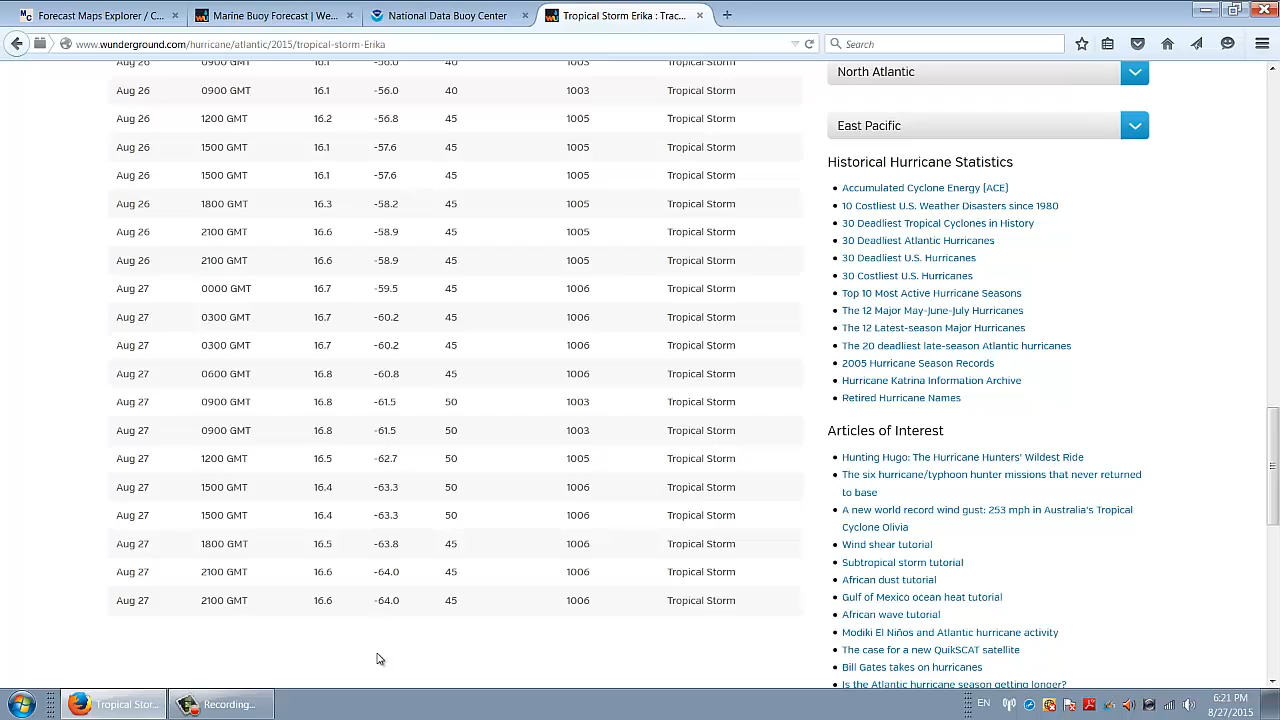 Forecast Maps Explorer / C...
Marine Buoy Forecast | We...
National Data Buoy Center
Tropical Storm Erika : Trac...
www.wunderground.com/hurricane/atlantic/2015/tropical-storm-Erika
Search
Aug 26 0900 GMT 16.1 -56.0 40 1003 Tropical Storm
Aug 26 0900 GMT 16.1 -56.0 40 1003 Tropical Storm
Aug 26 1200 GMT 16.2 -56.8 45 1005 Tropical Storm
Aug 26 1500 GMT 16.1 -57.6 45 1005 Tropical Storm
Aug 26 1500 GMT 16.1 -57.6 45 1005 Tropical Storm
Aug 26 1800 GMT 16.3 -58.2 45 1005 Tropical Storm
Aug 26 2100 GMT 16.6 -58.9 45 1005 Tropical Storm
Aug 26 2100 GMT 16.6 -58.9 45 1005 Tropical Storm
Aug 27 0000 GMT 16.7 -59.5 45 1006 Tropical Storm
Aug 27 0300 GMT 16.7 -60.2 45 1006 Tropical Storm
Aug 27 0300 GMT 16.7 -60.2 45 1006 Tropical Storm
Aug 27 0600 GMT 16.8 -60.8 45 1006 Tropical Storm
Aug 27 0900 GMT 16.8 -61.5 50 1003 Tropical Storm
Aug 27 0900 GMT 16.8 -61.5 50 1003 Tropical Storm
Aug 27 1200 GMT 16.5 -62.7 50 1005 Tropical Storm
Aug 27 1500 GMT 16.4 -63.3 50 1006 Tropical Storm
Aug 27 1500 GMT 16.4 -63.3 50 1006 Tropical Storm
Aug 27 1800 GMT 16.5 -63.8 45 1006 Tropical Storm
Aug 27 2100 GMT 16.6 -64.0 45 1006 Tropical Storm
Aug 27 2100 GMT 16.6 -64.0 45 1006 Tropical Storm
North Atlantic
East Pacific
Historical Hurricane Statistics
Accumulated Cyclone Energy (ACE)
10 Costliest U.S. Weather Disasters since 1980
30 Deadliest Tropical Cyclones in History
30 Deadliest Atlantic Hurricanes
30 Deadliest U.S. Hurricanes
30 Costliest U.S. Hurricanes
Top 10 Most Active Hurricane Seasons
The 12 Major May-June-July Hurricanes
The 12 Latest-season Major Hurricanes
The 20 deadliest late-season Atlantic hurricanes
2005 Hurricane Season Records
Hurricane Katrina Information Archive
Retired Hurricane Names
Articles of Interest
Hunting Hugo: The Hurricane Hunters' Wildest Ride
The six hurricane/typhoon hunter missions that never returned
to base
A new world record wind gust: 253 mph in Australia's Tropical
Cyclone Olivia
Wind shear tutorial
Subtropical storm tutorial
African dust tutorial
Gulf of Mexico ocean heat tutorial
African wave tutorial
Modiki El Niños and Atlantic hurricane activity
The case for a new QuikSCAT satellite
Bill Gates takes on hurricanes
Is the Atlantic hurricane season getting longer?
Tropical Stor...
Recording...
EN
6:21 PM
8/27/2015